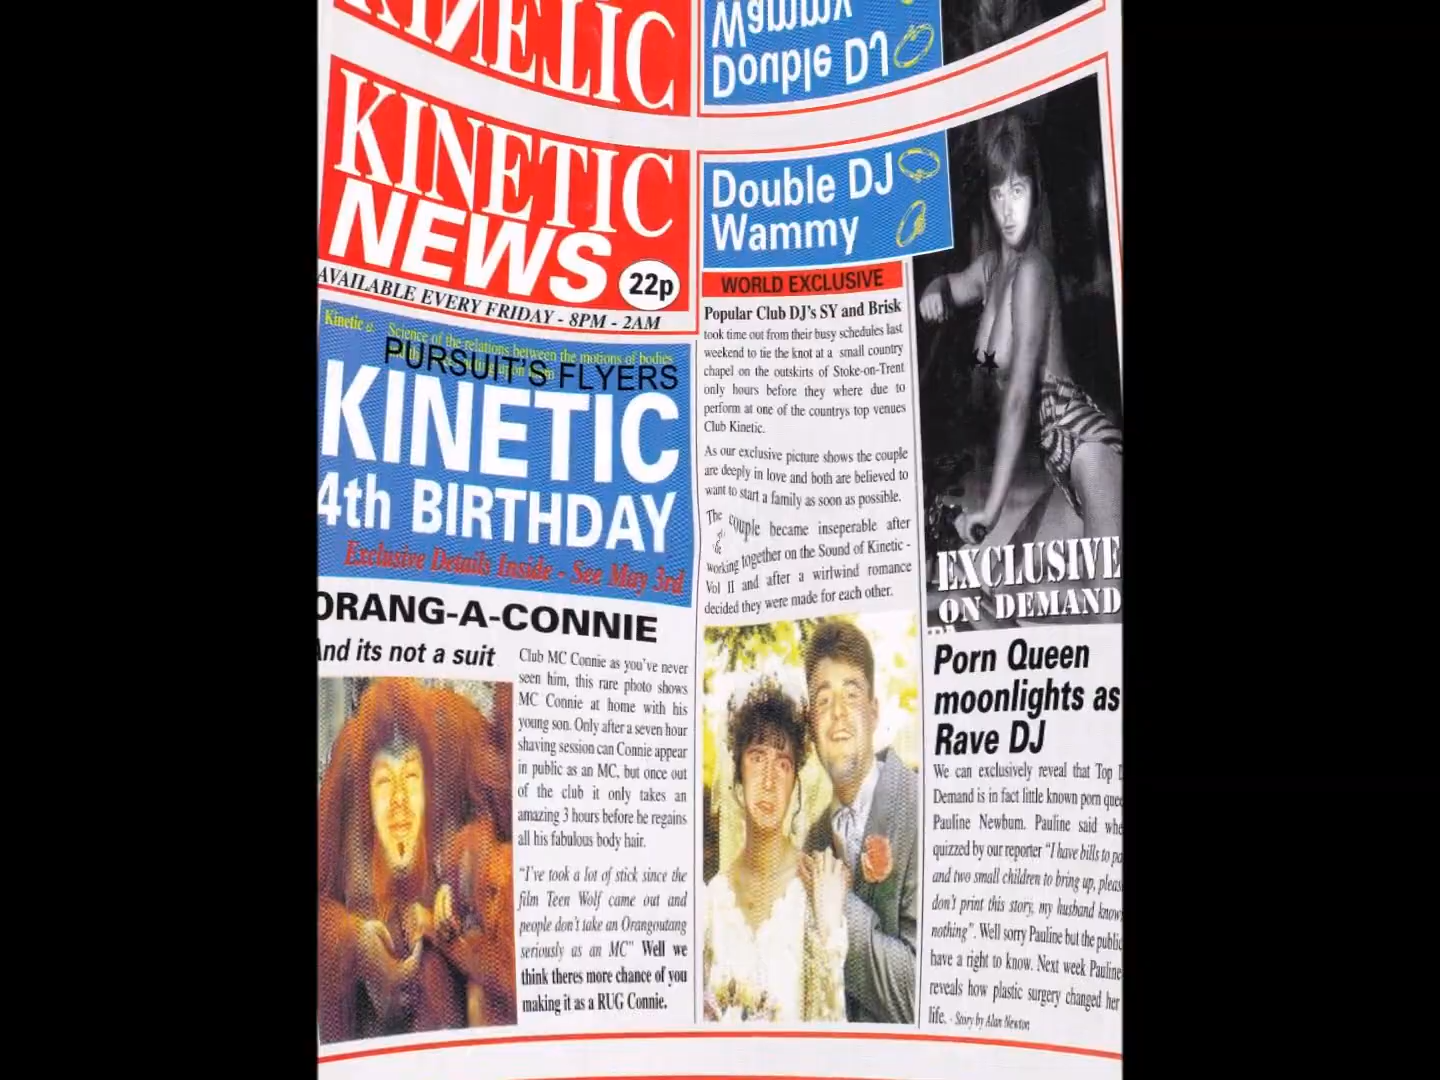 KINETIC
Wammy
Double DJ
KINETIC
NEWS
22p
AVAILABLE EVERY FRIDAY - 8PM - 2AM
Kinetic
Science of the relations between the motions of bodies
PURSUIT'S FLYERS
KINETIC
4th BIRTHDAY
Exclusive Details Inside - See May 3rd
ORANG-A-CONNIE
And its not a suit
Club MC Connie as you've never
seen him, this rare photo shows
MC Connie at home with his
young son. Only after a seven hour
shaving session can Connie appear
in public as an MC, but once out
of the club it only takes an
amazing 3 hours before he regains
all his fabulous body hair.
"I've took a lot of stick since the
film Teen Wolf came out and
people don't take an Orangoutang
seriously as an MC" Well we
think theres more chance of you
making it as a RUG Connie.
Double DJ
Wammy
WORLD EXCLUSIVE
Popular Club DJ's SY and Brisk
took time out from their busy schedules last
weekend to tie the knot at a small country
chapel on the outskirts of Stoke-on-Trent
only hours before they where due to
perform at one of the countrys top venues
Club Kinetic.
As our exclusive picture shows the couple
are deeply in love and both are believed to
want to start a family as soon as possible.
The couple became inseperable after
working together on the Sound of Kinetic -
Vol II and after a wirlwind romance
decided they were made for each other.
EXCLUSIVE
ON DEMAND
Porn Queen
moonlights as
Rave DJ
We can exclusively reveal that Top
Demand is in fact little known porn
Pauline Newbum. Pauline said
quizzed by our reporter "I have bills to
and two small children to bring up,
don't print this story, my husband
nothing". Well sorry Pauline but the public
have a right to know. Next week Pauline
reveals how plastic surgery changed her
life. - Story by Alan Newton